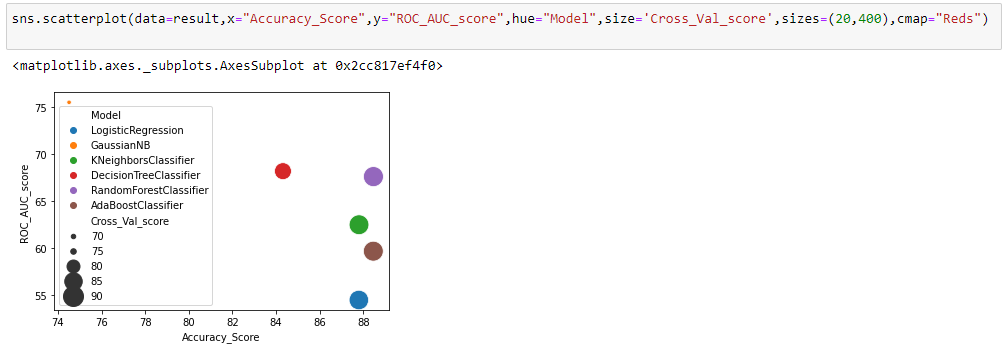 sns.scatterplot(data=result,x="Accuracy_Score",y="ROC_AUC_score",hue="Model",size='Cross_Val_score',sizes=(20,400),cmap="Reds")
<matplotlib.axes._subplots.AxesSubplot at 0x2cc817ef4f0>
75
70
65
60
55
ROC_AUC_score
Model
LogisticRegression
GaussianNB
KNeighborsClassifier
DecisionTreeClassifier
RandomForestClassifier
AdaBoostClassifier
Cross_Val_score
70
75
80
85
90
74 76 78 80 82 84 86 88
Accuracy_Score